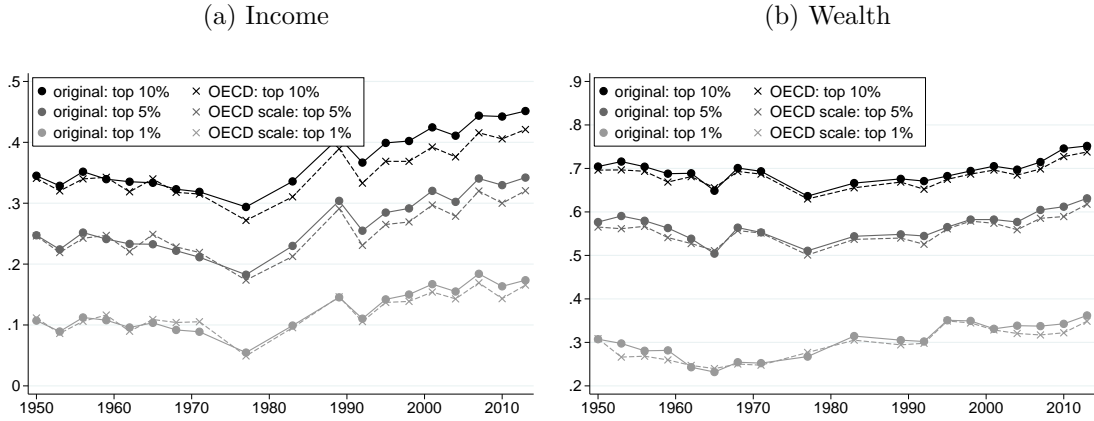 (a) Income
(b) Wealth
.5
.4
.3
.2
.1
0
original: top 10%
OECD: top 10%
original: top 5%
OECD scale: top 5%
original: top 1%
OECD scale: top 1%
1950 1960 1970 1980 1990 2000 2010
.9
.8
.7
.6
.5
.4
.3
.2
original: top 10%
OECD: top 10%
original: top 5%
OECD scale: top 5%
original: top 1%
OECD scale: top 1%
1950 1960 1970 1980 1990 2000 2010